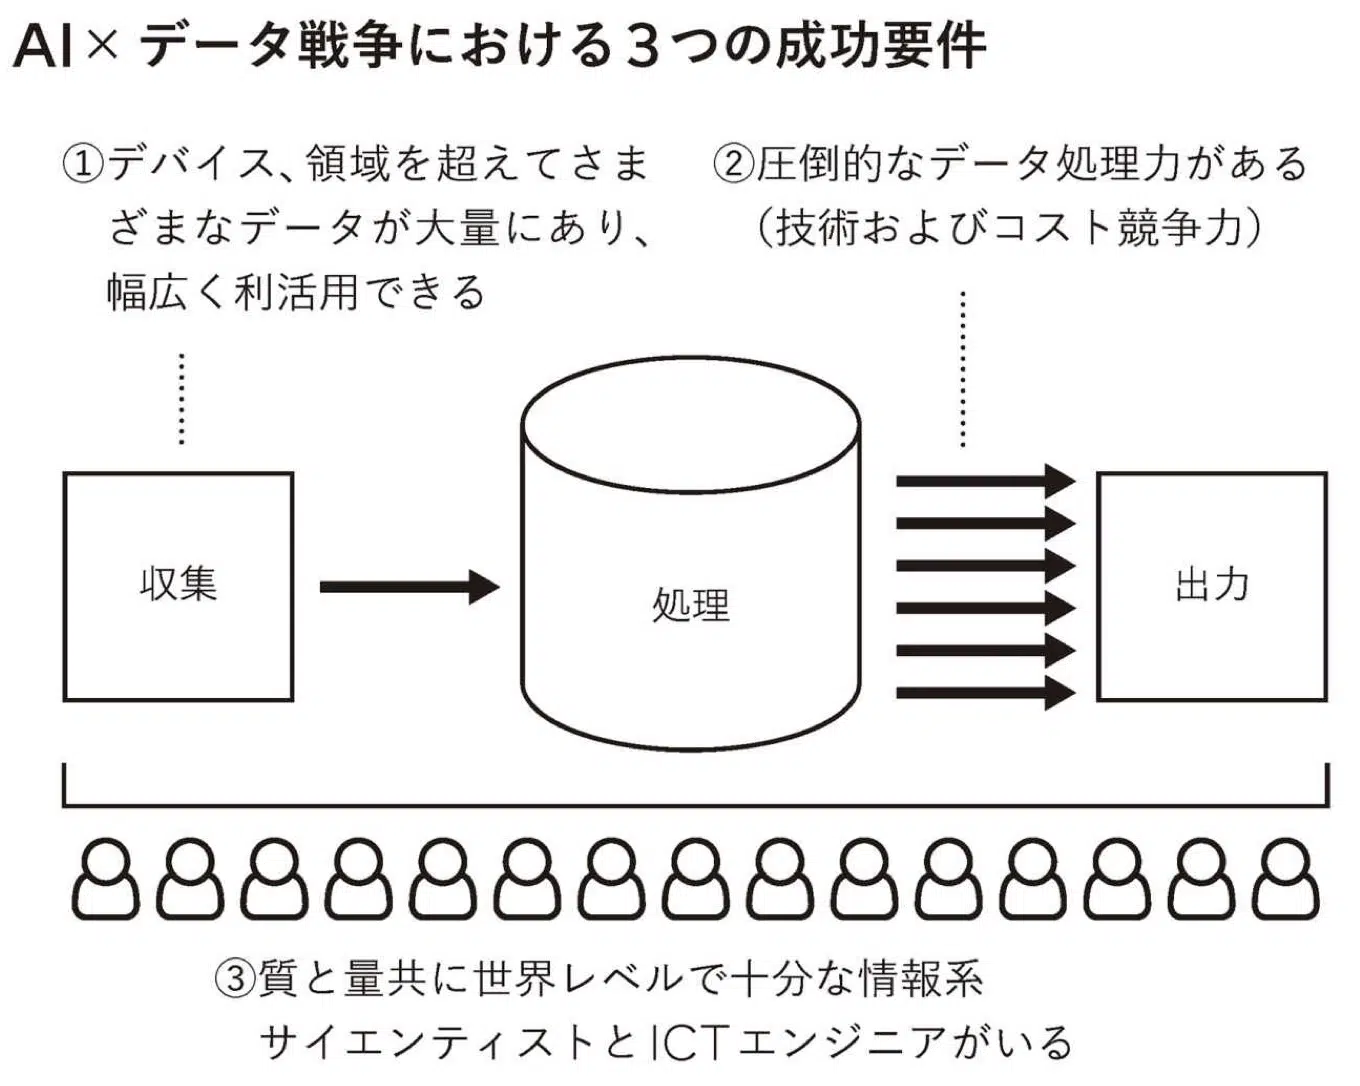 AI×データ戦争における3つの成功要件
①デバイス、領域を超えてさま
ざまなデータが大量にあり、
幅広く利活用できる
②圧倒的なデータ処理力がある
（技術およびコスト競争力）
収集
処理
出力
③質と量共に世界レベルで十分な情報系
サイエンティストとICTエンジニアがいる